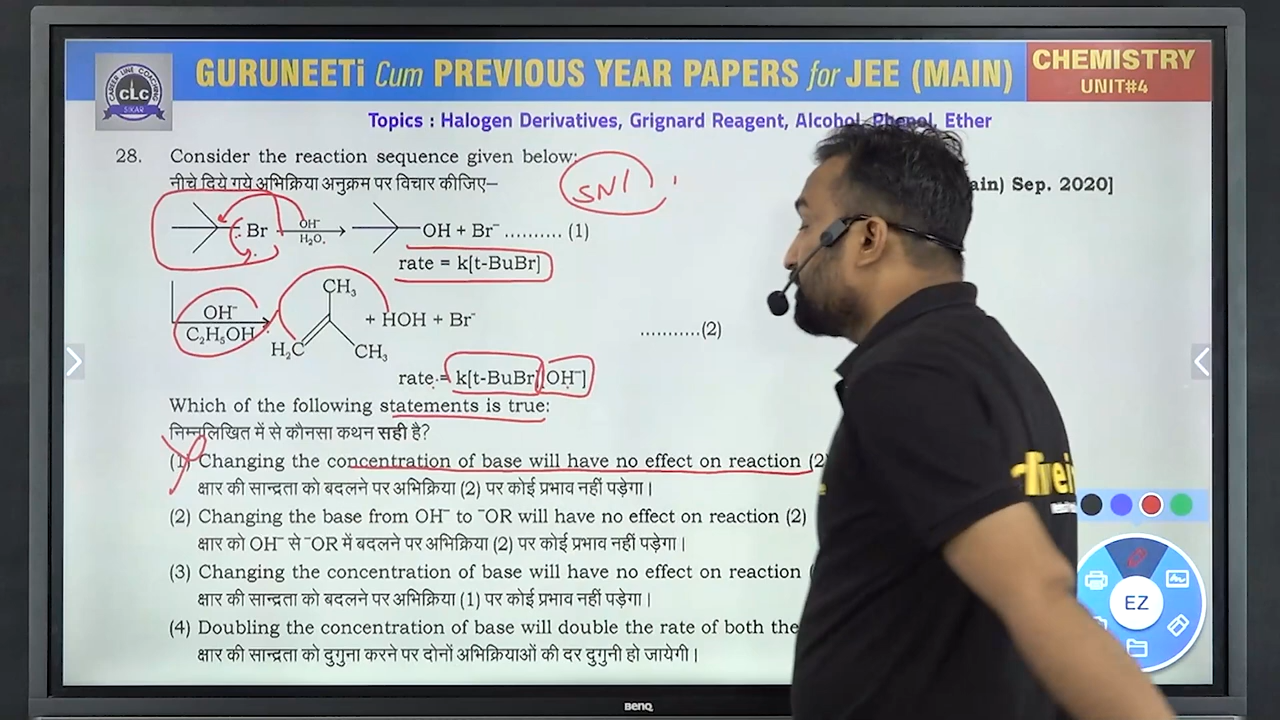 GURUNEETi Cum PREVIOUS YEAR PAPERS for JEE (MAIN)
CHEMISTRY
UNIT#4
CAREER LINE COACHING
CLC
SIKAR
Topics : Halogen Derivatives, Grignard Reagent, Alcohol, Phenol, Ether
28. Consider the reaction sequence given below:
नीचे दिये गये अभिक्रिया अनुक्रम पर विचार कीजिए–
ain) Sep. 2020]
SN1
Br OH⁻ H₂O OH + Br⁻ .......... (1)
rate = k[t-BuBr]
OH⁻
C₂H₅OH
CH₃
H₂C
CH₃
+ HOH + Br⁻ ...........(2)
rate = k[t-BuBr][OH⁻]
Which of the following statements is true:
निम्नलिखित में से कौनसा कथन सही है?
(1) Changing the concentration of base will have no effect on reaction (2
क्षार की सान्द्रता को बदलने पर अभिक्रिया (2) पर कोई प्रभाव नहीं पड़ेगा।
(2) Changing the base from OH⁻ to ⁻OR will have no effect on reaction (2)
क्षार को OH⁻ से ⁻OR में बदलने पर अभिक्रिया (2) पर कोई प्रभाव नहीं पड़ेगा।
(3) Changing the concentration of base will have no effect on reaction (
क्षार की सान्द्रता को बदलने पर अभिक्रिया (1) पर कोई प्रभाव नहीं पड़ेगा।
(4) Doubling the concentration of base will double the rate of both the
क्षार की सान्द्रता को दुगुना करने पर दोनों अभिक्रियाओं की दर दुगुनी हो जायेगी।
EZ
BENQ